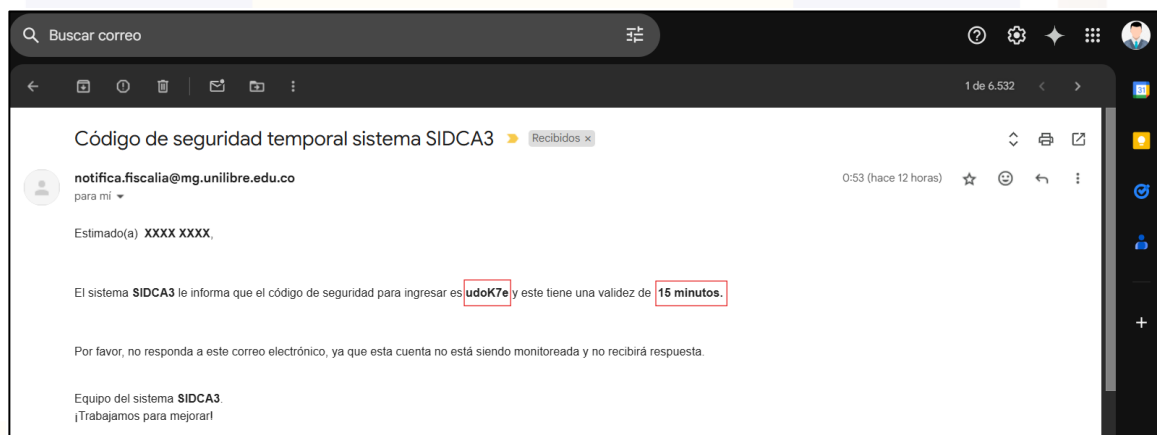 Buscar correo
1 de 6.532
31
Código de seguridad temporal sistema SIDCA3 Recibidos ×
notifica.fiscalia@mg.unilibre.edu.co 0:53 (hace 12 horas)
para mí
Estimado(a) XXXX XXXX,
El sistema SIDCA3 le informa que el código de seguridad para ingresar es udoK7e y este tiene una validez de 15 minutos.
Por favor, no responda a este correo electrónico, ya que esta cuenta no está siendo monitoreada y no recibirá respuesta.
Equipo del sistema SIDCA3.
¡Trabajamos para mejorar!